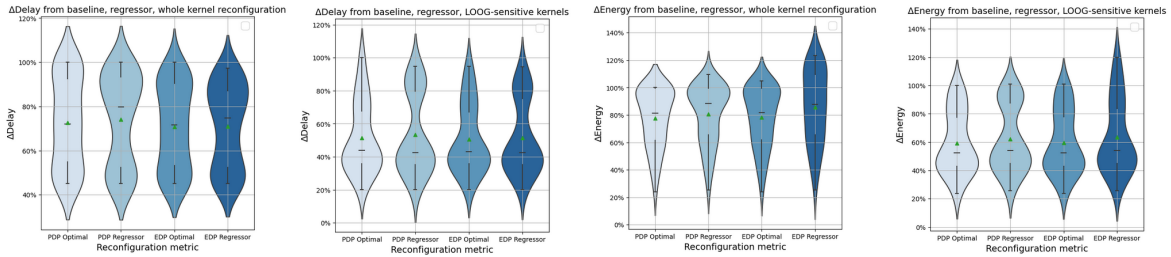 ΔDelay from baseline, regressor, whole kernel reconfiguration
120%
100%
80%
60%
40%
ΔDelay
PDP Optimal
PDP Regressor
EDP Optimal
EDP Regressor
Reconfiguration metric
ΔDelay from baseline, regressor, LOOG-sensitive kernels
120%
100%
80%
60%
40%
20%
0%
ΔDelay
PDP Optimal
PDP Regressor
EDP Optimal
EDP Regressor
Reconfiguration metric
ΔEnergy from baseline, regressor, whole kernel reconfiguration
140%
120%
100%
80%
60%
40%
20%
0%
ΔEnergy
PDP Optimal
PDP Regressor
EDP Optimal
EDP Regressor
Reconfiguration metric
ΔEnergy from baseline, regressor, LOOG-sensitive kernels
140%
120%
100%
80%
60%
40%
20%
0%
ΔEnergy
PDP Optimal
PDP Regressor
EDP Optimal
EDP Regressor
Reconfiguration metric